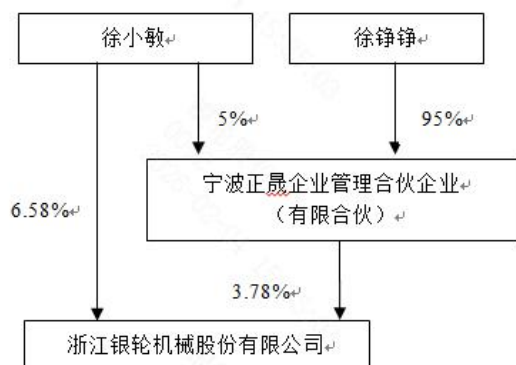 徐小敏
徐铮铮
5%
95%
宁波正晟企业管理合伙企业
（有限合伙）
6.58%
3.78%
浙江银轮机械股份有限公司